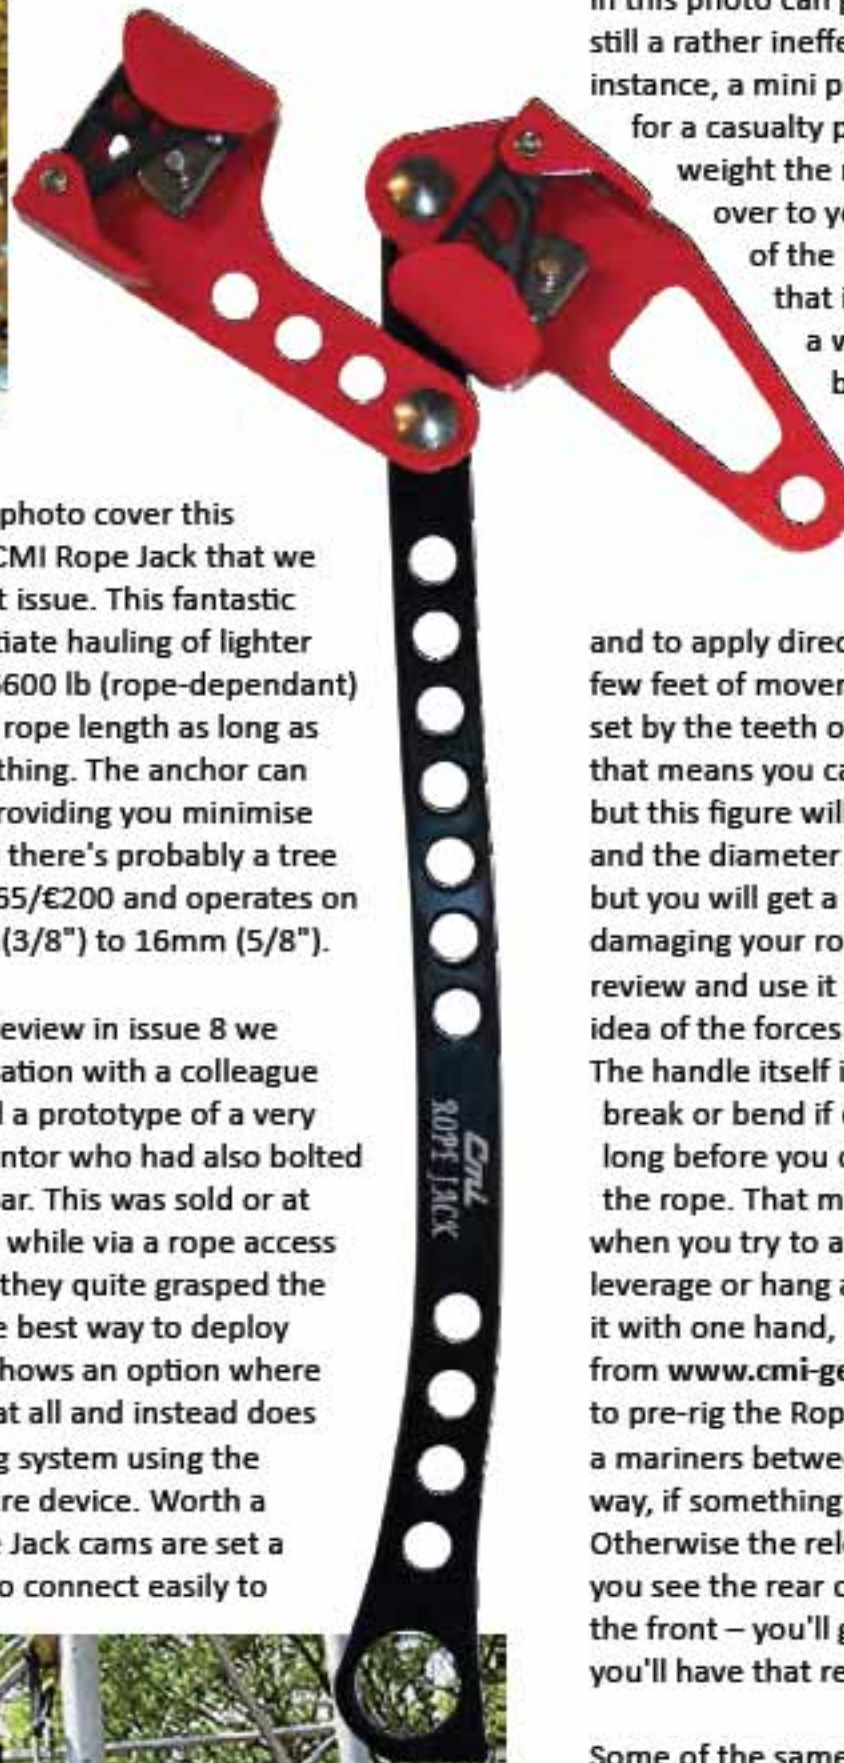 photo cover this
CMI Rope Jack that we
t issue. This fantastic
tiate hauling of lighter
600 lb (rope-dependant)
rope length as long as
thing. The anchor can
roviding you minimise
there's probably a tree
65/€200 and operates on
(3/8") to 16mm (5/8").
eview in issue 8 we
ation with a colleague
d a prototype of a very
ntor who had also bolted
ar. This was sold or at
while via a rope access
they quite grasped the
e best way to deploy
hows an option where
at all and instead does
g system using the
re device. Worth a
e Jack cams are set a
o connect easily to
CMI
ROPE JACK
in this photo can
still a rather ineffe
instance, a mini p
for a casualty p
weight the
over to yo
of the
that i
a w
b
and to apply direc
few feet of mover
set by the teeth o
that means you ca
but this figure wil
and the diameter
but you will get a
damaging your ro
review and use it
idea of the forces
The handle itself i
break or bend if
long before you
the rope. That m
when you try to a
leverage or hang a
it with one hand,
from www.cmi-ge
to pre-rig the Rop
a mariners betwee
way, if something
Otherwise the rel
you see the rear
the front – you'll g
you'll have that re
Some of the same